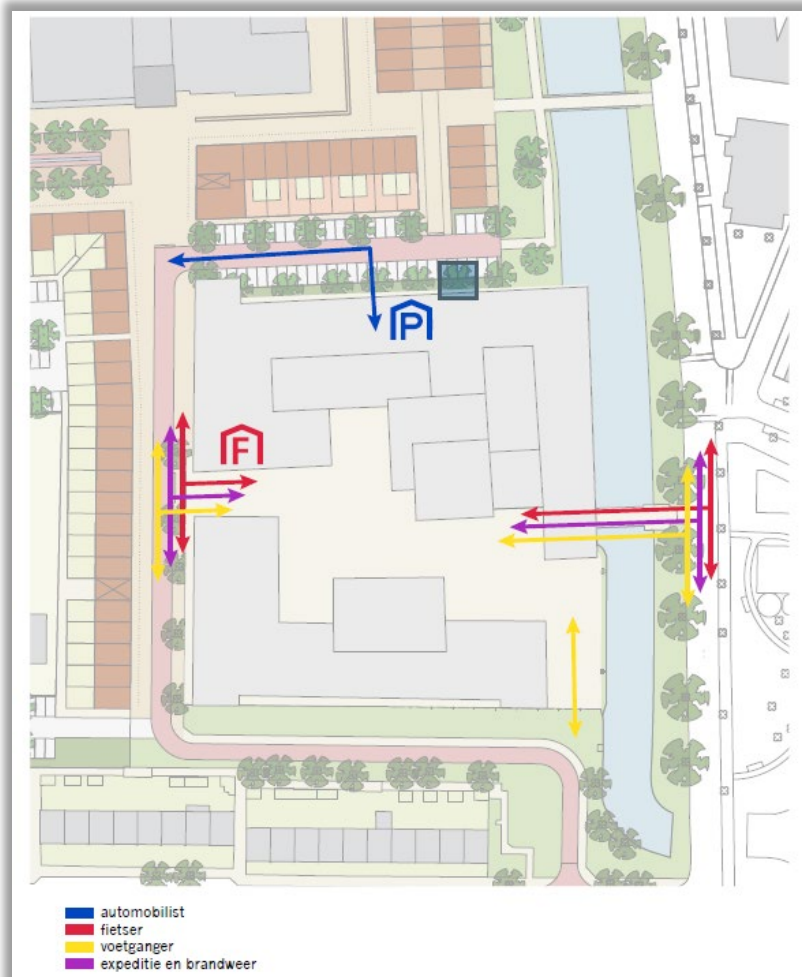 P
F
automobilist
fietser
voetganger
expeditie en brandweer